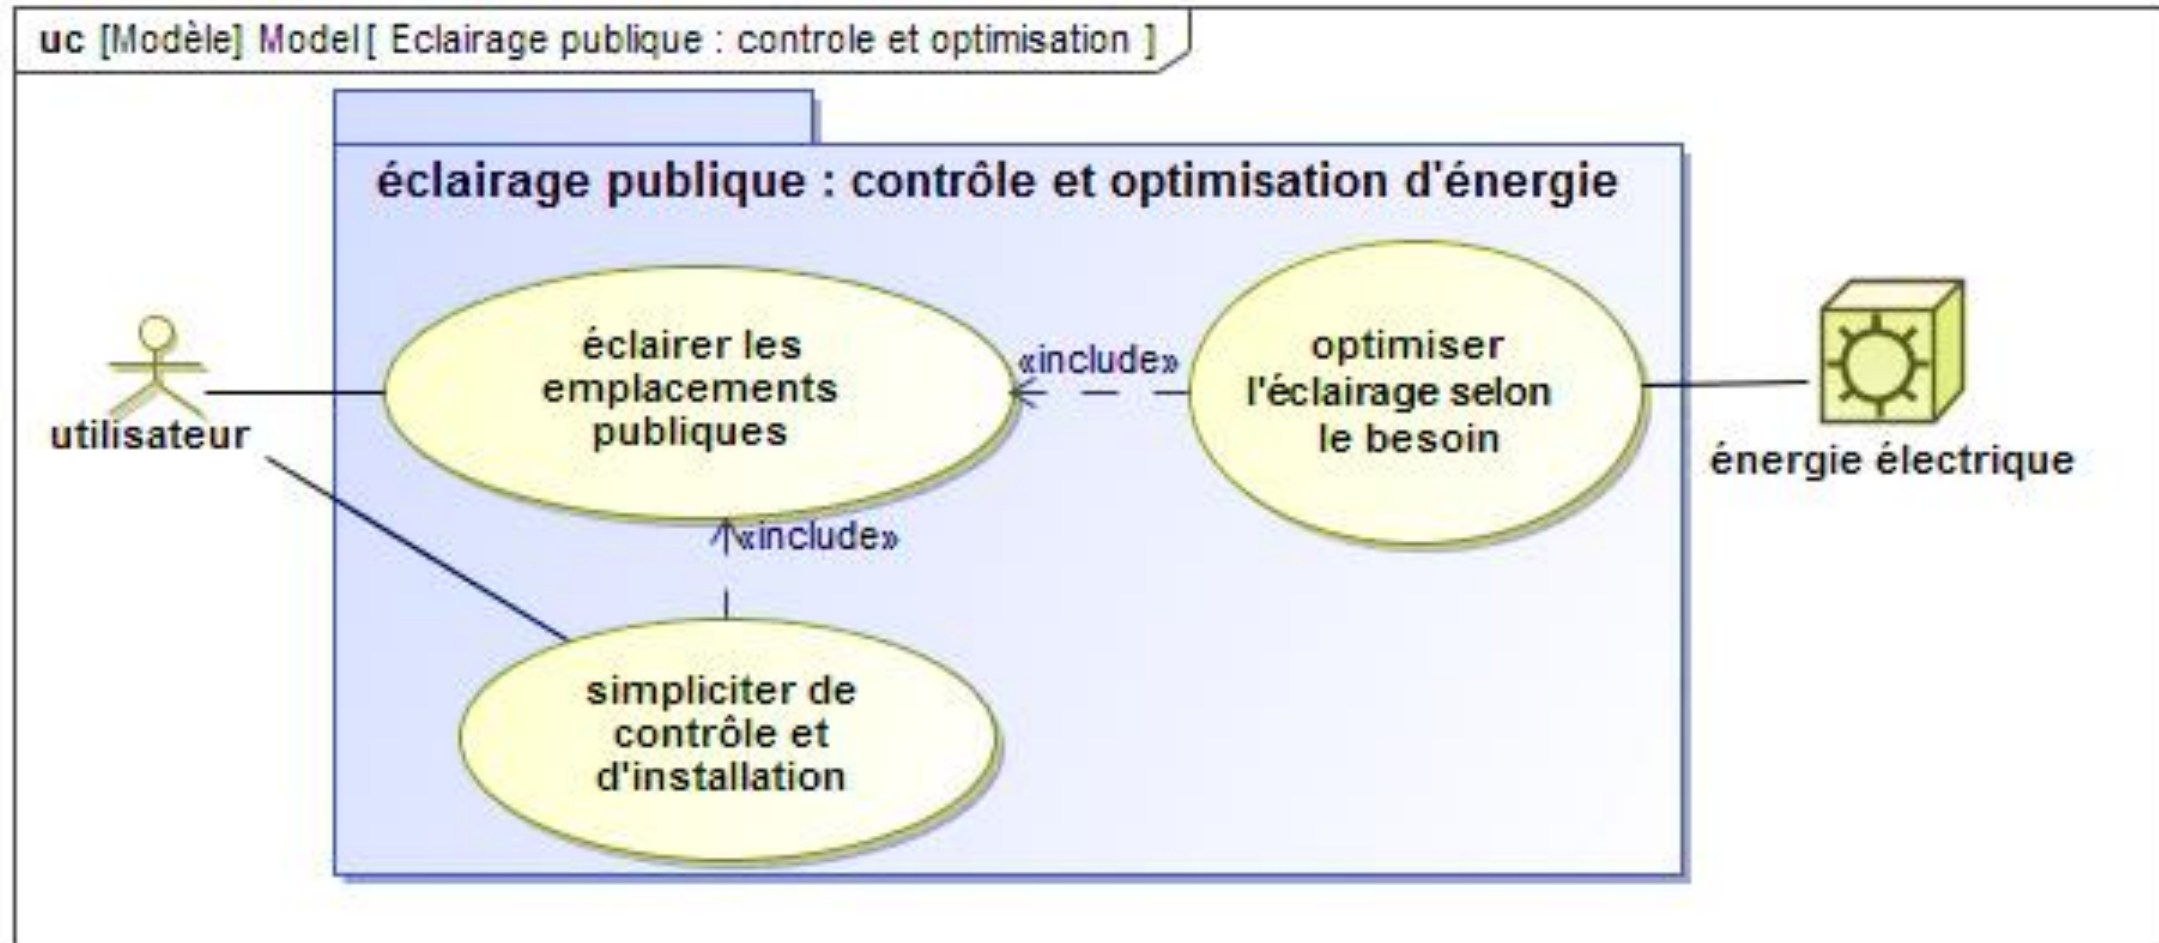 uc [Modèle] Model [ Eclairage publique : controle et optimisation ]
éclairage publique : contrôle et optimisation d'énergie
utilisateur
éclairer les
emplacements
publiques
«include»
optimiser
l'éclairage selon
le besoin
énergie électrique
«include»
simpliciter de
contrôle et
d'installation